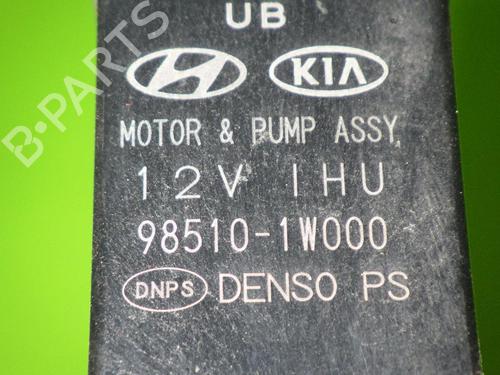 UB
KIA
MOTOR & PUMP ASSY.
12V IHU
98510-1W000
DNPS DENSO PS
B-PARTS